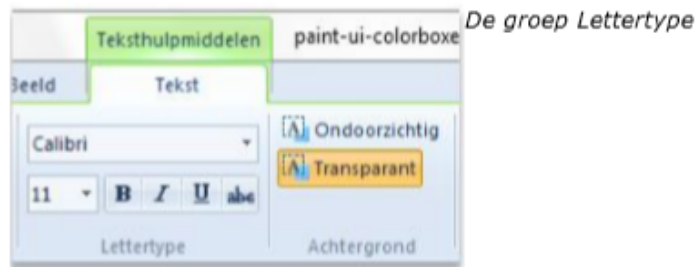 Teksthulpmiddelen paint-ui-colorboxe De groep Lettertype
Beeld Tekst
Calibri Ondoorzichtig
Transparant
11 B I U abc
Lettertype Achtergrond